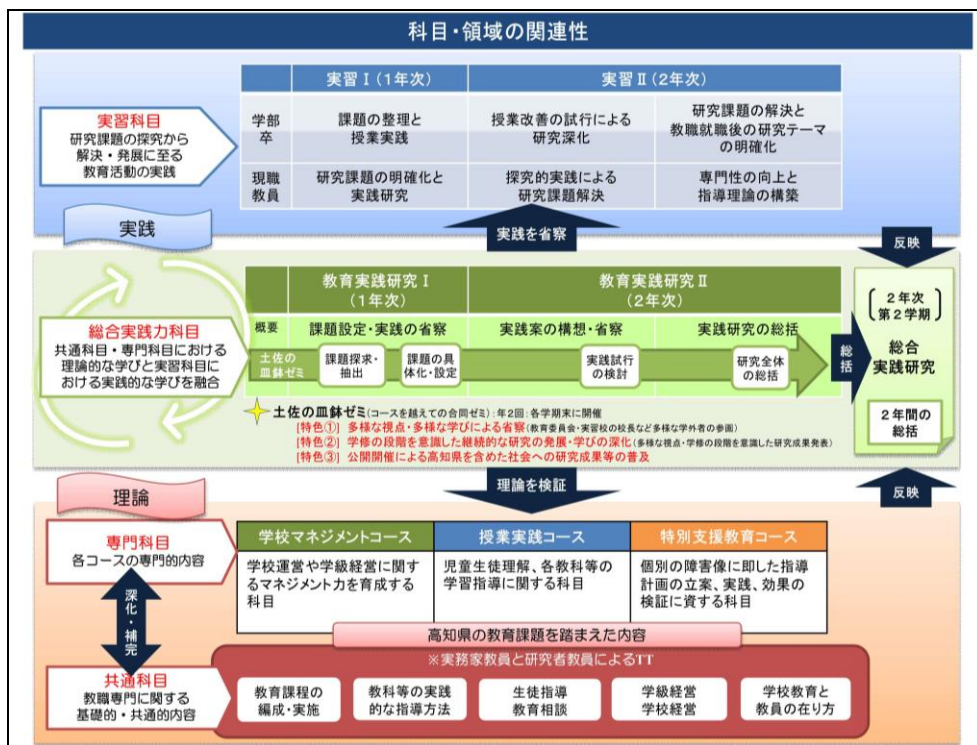 科目・領域の関連性
実習Ⅰ(1年次)
実習Ⅱ(2年次)
実習科目
研究課題の探究から
解決・発展に至る
教育活動の実践
学部
卒
課題の整理と
授業実践
授業改善の試行による
研究深化
研究課題の解決と
教職就職後の研究テーマ
の明確化
現職
教員
研究課題の明確化と
実践研究
探究的実践による
研究課題解決
専門性の向上と
指導理論の構築
実践
実践を省察
反映
教育実践研究Ⅰ
(1年次)
教育実践研究Ⅱ
(2年次)
総合実践力科目
共通科目・専門科目における
理論的な学びと実習科目に
おける実践的な学びを融合
概要
課題設定・実践の省察
実践案の構想・省察
実践研究の総括
土佐の
皿鉢ゼミ
課題探求・
抽出
課題の具
体化・設定
実践試行
の検討
研究全体
の総括
総括
2年次
第2学期
総合
実践研究
2年間の
総括
土佐の皿鉢ゼミ(コースを越えての合同ゼミ):年2回:各学期末に開催
[特色①] 多様な視点・多様な学びによる省察(教育委員会・実習校の校長など多様な学外者の参画)
[特色②] 学修の段階を意識した継続的な研究の発展・学びの深化(多様な視点・学修の段階を意識した研究成果発表)
[特色③] 公開開催による高知県を含めた社会への研究成果等の普及
理論を検証
反映
理論
専門科目
各コースの専門的内容
学校マネジメントコース
授業実践コース
特別支援教育コース
学校運営や学級経営に関す
るマネジメント力を育成する
科目
児童生徒理解、各教科等の
学習指導に関する科目
個別の障害像に即した指導
計画の立案、実践、効果の
検証に資する科目
深化・補完
高知県の教育課題を踏まえた内容
※実務家教員と研究者教員によるTT
共通科目
教職専門に関する
基礎的・共通的内容
教育課程の
編成・実施
教科等の実践
的な指導方法
生徒指導
教育相談
学級経営
学校経営
学校教育と
教員の在り方